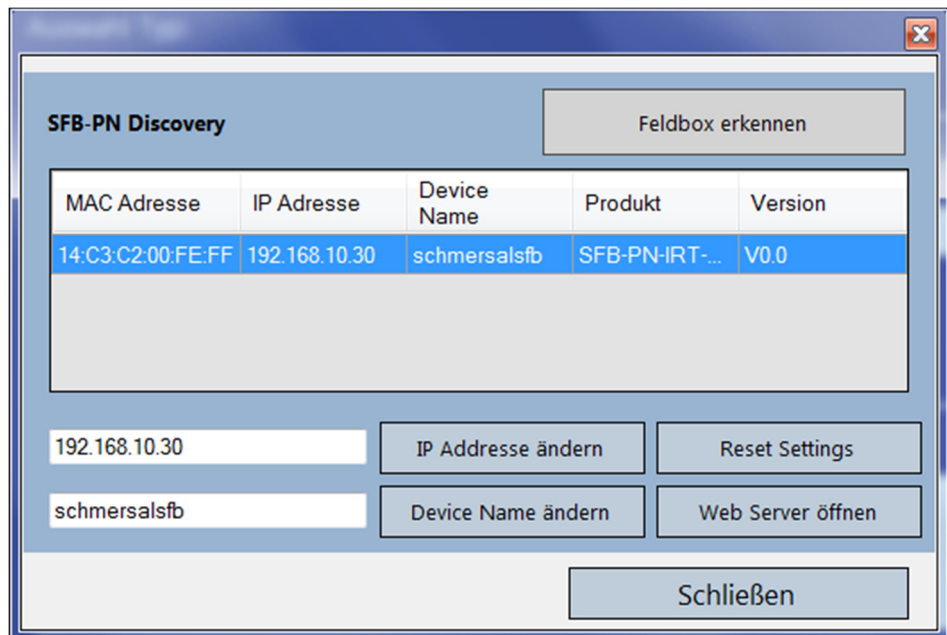 SFB-PN Discovery
Feldbox erkennen
MAC Adresse IP Adresse Device Name Produkt Version
14:C3:C2:00:FE:FF 192.168.10.30 schmersalsfb SFB-PN-IRT-... V0.0
192.168.10.30
IP Addresse ändern
Reset Settings
schmersalsfb
Device Name ändern
Web Server öffnen
Schließen